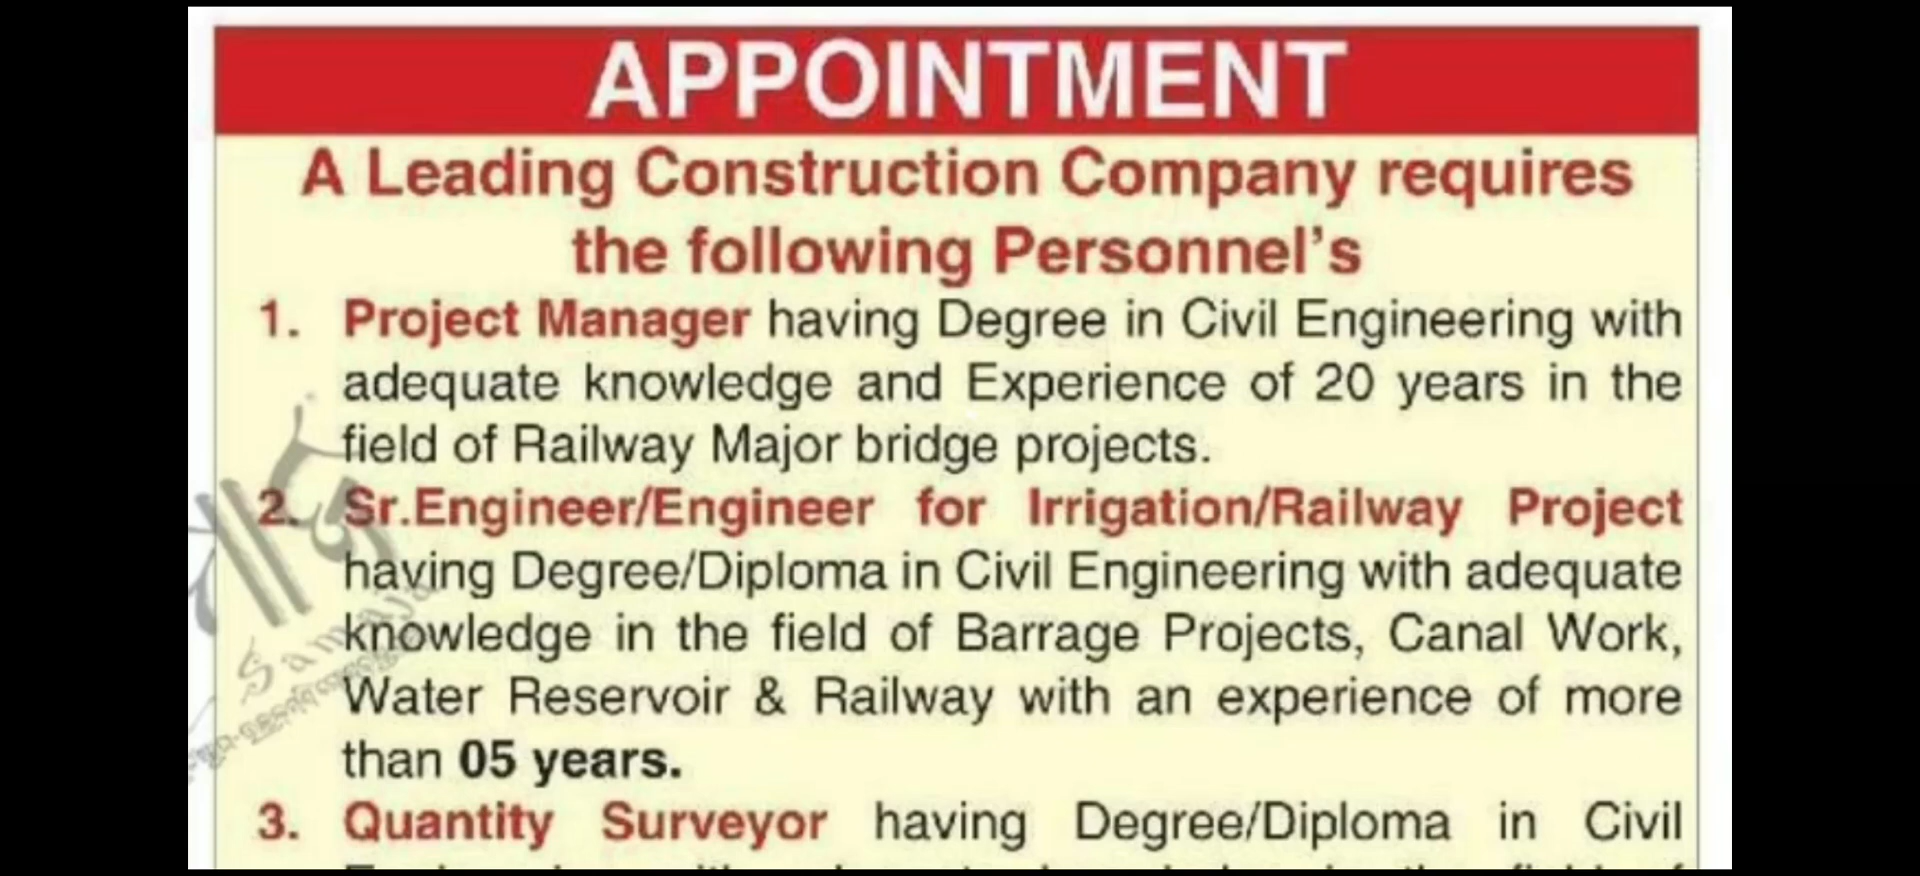 APPOINTMENT
A Leading Construction Company requires
the following Personnel's
1. Project Manager having Degree in Civil Engineering with
adequate knowledge and Experience of 20 years in the
field of Railway Major bridge projects.
2. Sr.Engineer/Engineer for Irrigation/Railway Project
having Degree/Diploma in Civil Engineering with adequate
knowledge in the field of Barrage Projects, Canal Work,
Water Reservoir & Railway with an experience of more
than 05 years.
3. Quantity Surveyor having Degree/Diploma in Civil